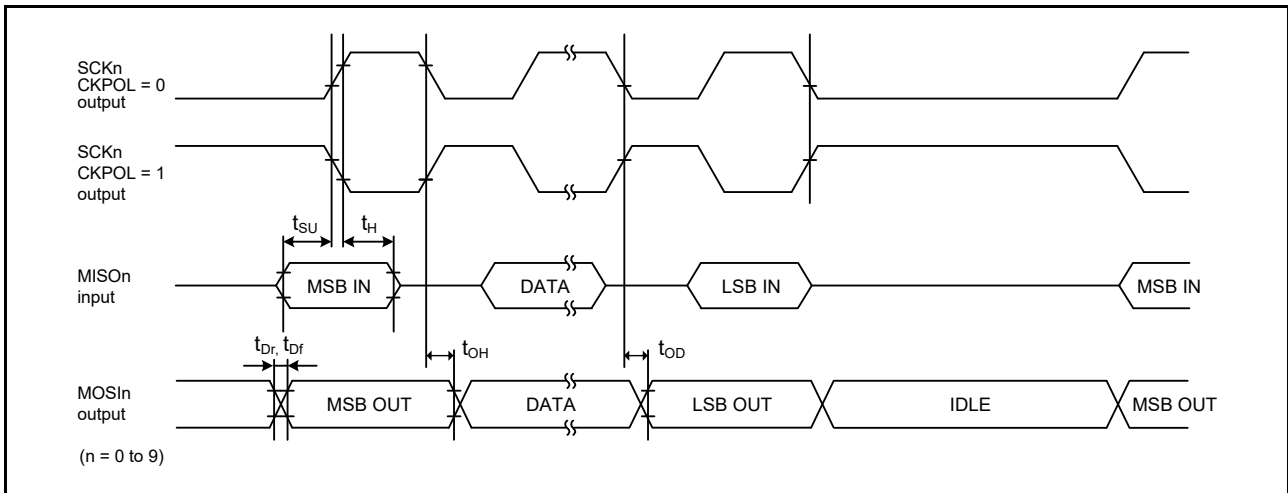 SCKn
CKPOL = 0
output
SCKn
CKPOL = 1
output
tSU
tH
MISOn
input
MSB IN
DATA
LSB IN
MSB IN
tDr, tDf
tOH
tOD
MOSIn
output
MSB OUT
DATA
LSB OUT
IDLE
MSB OUT
(n = 0 to 9)